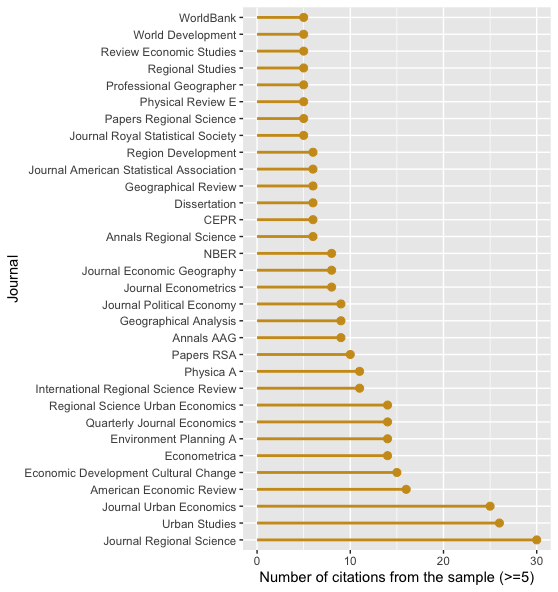 WorldBank
World Development
Review Economic Studies
Regional Studies
Professional Geographer
Physical Review E
Papers Regional Science
Journal Royal Statistical Society
Region Development
Journal American Statistical Association
Geographical Review
Dissertation
CEPR
Annals Regional Science
NBER
Journal Economic Geography
Journal Econometrics
Journal Political Economy
Geographical Analysis
Annals AAG
Papers RSA
Physica A
International Regional Science Review
Regional Science Urban Economics
Quarterly Journal Economics
Environment Planning A
Econometrica
Economic Development Cultural Change
American Economic Review
Journal Urban Economics
Urban Studies
Journal Regional Science
Journal
0 10 20 30
Number of citations from the sample (>=5)